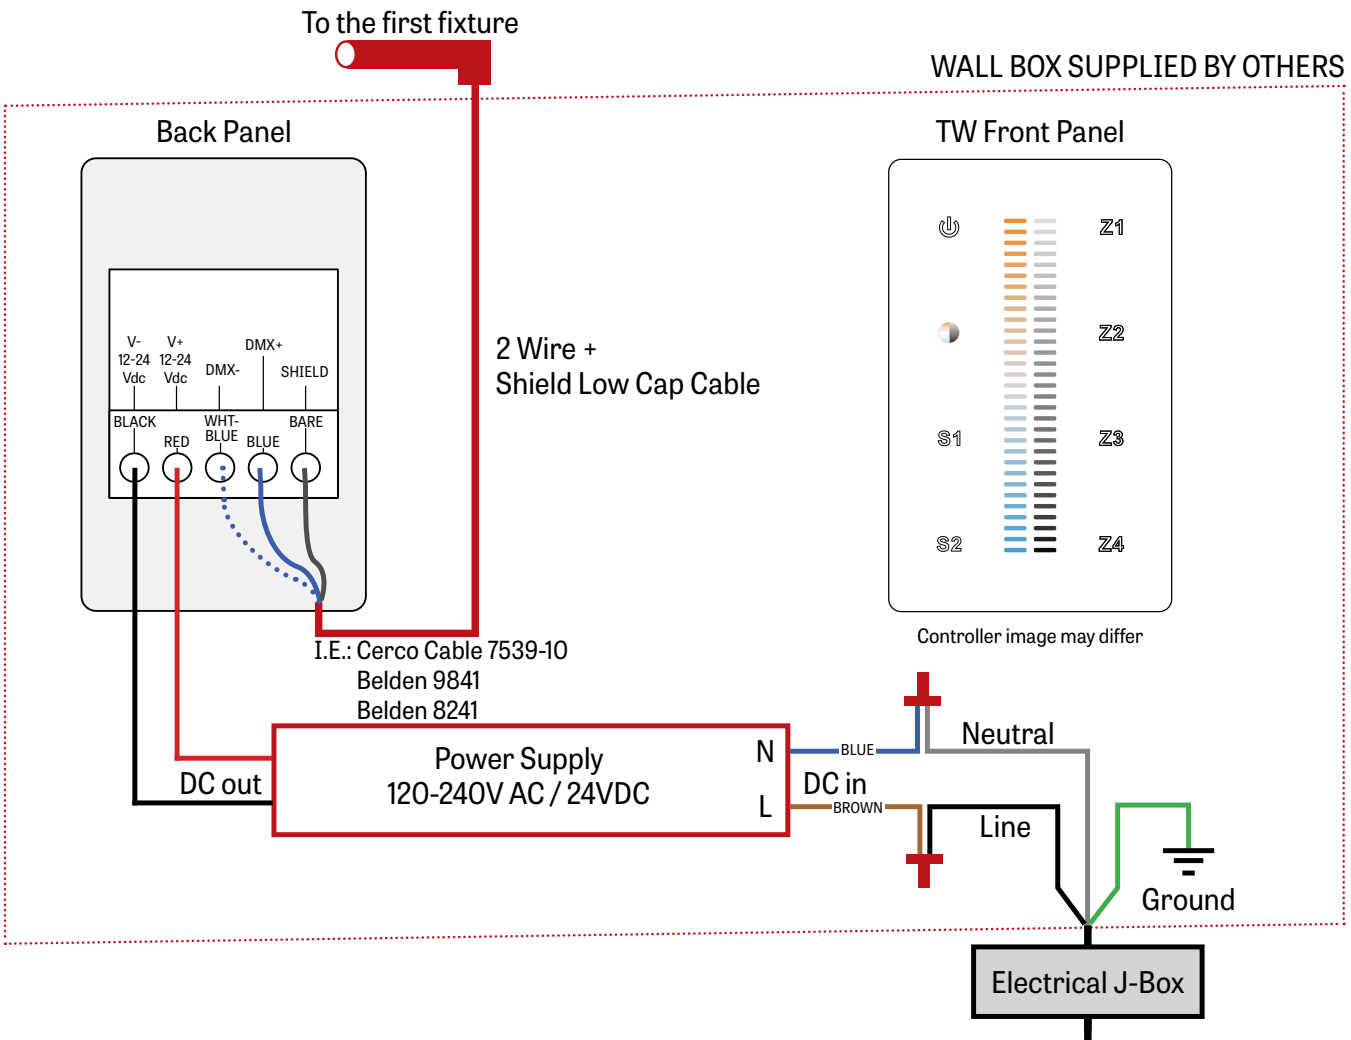 To the first fixture
WALL BOX SUPPLIED BY OTHERS
Back Panel
TW Front Panel
V-
12-24
Vdc
V+
12-24
Vdc
DMX-
DMX+
SHIELD
BLACK
RED
WHT-
BLUE
BLUE
BARE
2 Wire +
Shield Low Cap Cable
Z1
Z2
S1
Z3
S2
Z4
Controller image may differ
I.E.: Cerco Cable 7539-10
Belden 9841
Belden 8241
Power Supply
120-240V AC / 24VDC
N
L
DC out
DC in
BLUE
BROWN
Neutral
Line
Ground
Electrical J-Box